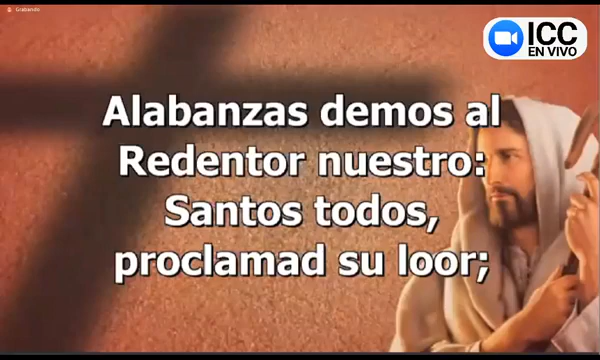 Grabando
ICC
EN VIVO
Alabanzas demos al
Redentor nuestro:
Santos todos,
proclamad su loor;